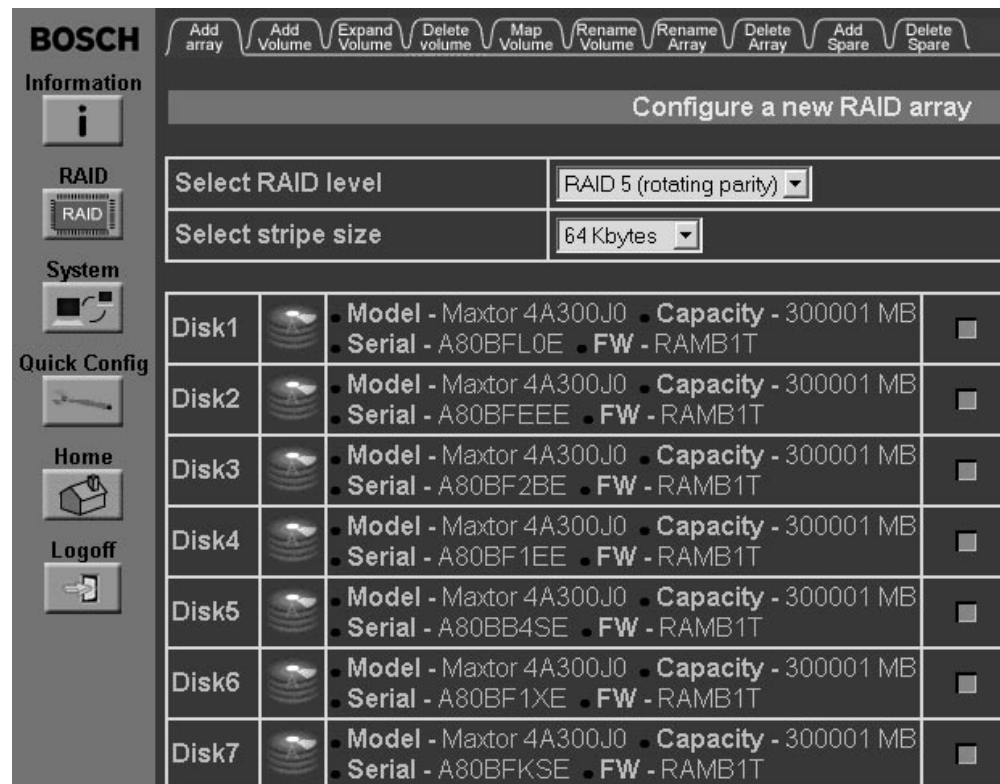 BOSCH
Add array
Add Volume
Expand Volume
Delete volume
Map Volume
Rename Volume
Rename Array
Delete Array
Add Spare
Delete Spare
Information
i
Configure a new RAID array
RAID
RAID
Select RAID level RAID 5 (rotating parity)
Select stripe size 64 Kbytes
System
Quick Config
Home
Logoff
Disk1
Model - Maxtor 4A300J0 Capacity - 300001 MB
Serial - A80BFL0E FW - RAMB1T
Disk2
Model - Maxtor 4A300J0 Capacity - 300001 MB
Serial - A80BFEEE FW - RAMB1T
Disk3
Model - Maxtor 4A300J0 Capacity - 300001 MB
Serial - A80BF2BE FW - RAMB1T
Disk4
Model - Maxtor 4A300J0 Capacity - 300001 MB
Serial - A80BF1EE FW - RAMB1T
Disk5
Model - Maxtor 4A300J0 Capacity - 300001 MB
Serial - A80BB4SE FW - RAMB1T
Disk6
Model - Maxtor 4A300J0 Capacity - 300001 MB
Serial - A80BF1XE FW - RAMB1T
Disk7
Model - Maxtor 4A300J0 Capacity - 300001 MB
Serial - A80BFKSE FW - RAMB1T